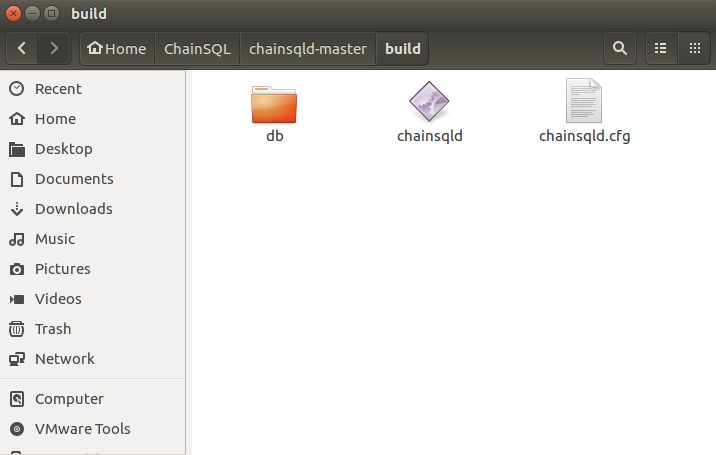 build
Home
ChainSQL
chainsqld-master
build
Recent
Home
Desktop
Documents
Downloads
Music
Pictures
Videos
Trash
Network
Computer
VMware Tools
db
chainsqld
chainsqld.cfg